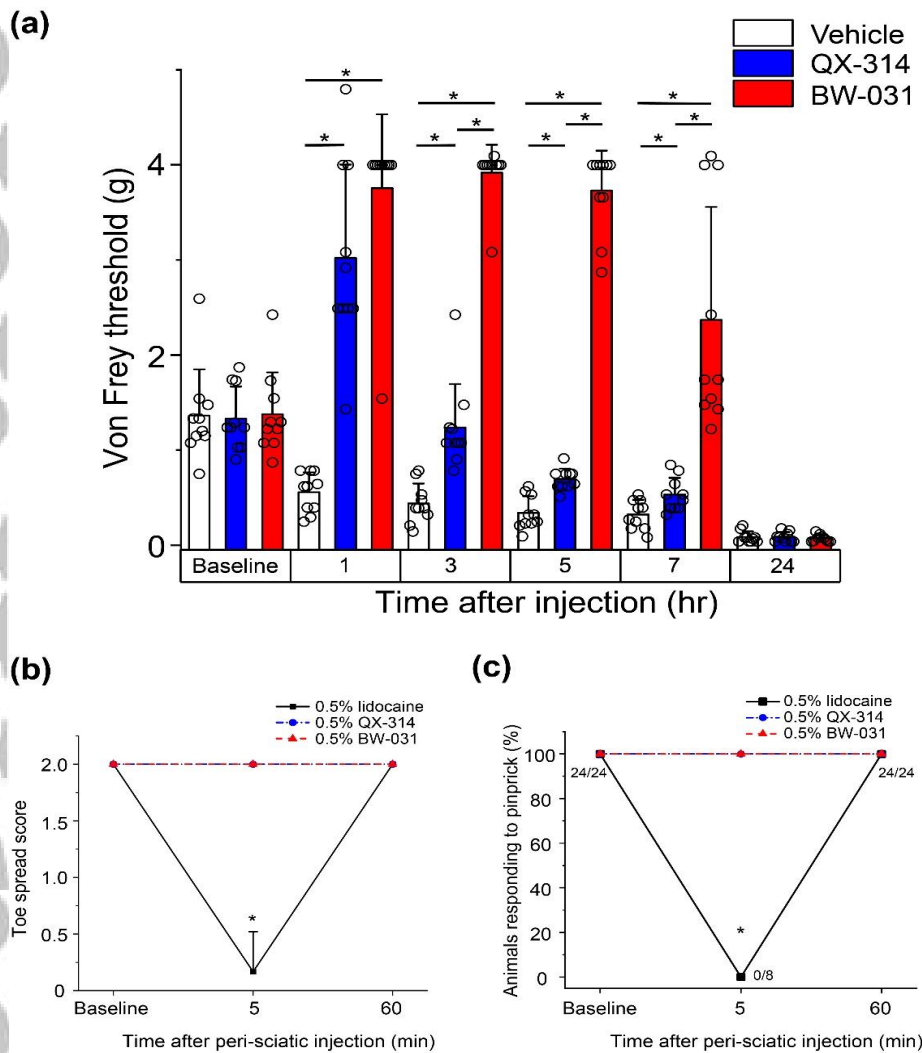 (a)
Vehicle
QX-314
BW-031
* * * * * * * * * * *
Von Frey threshold (g)
4
2
0
Baseline 1 3 5 7 24
Time after injection (hr)
(b)
0.5% lidocaine
0.5% QX-314
0.5% BW-031
Toe spread score
2.0
1.5
1.0
0.5
0
*
Baseline 5 60
Time after peri-sciatic injection (min)
(c)
0.5% lidocaine
0.5% QX-314
0.5% BW-031
Animals responding to pinprick (%)
100
80
60
40
20
0
24/24 24/24
*
0/8
Baseline 5 60
Time after peri-sciatic injection (min)